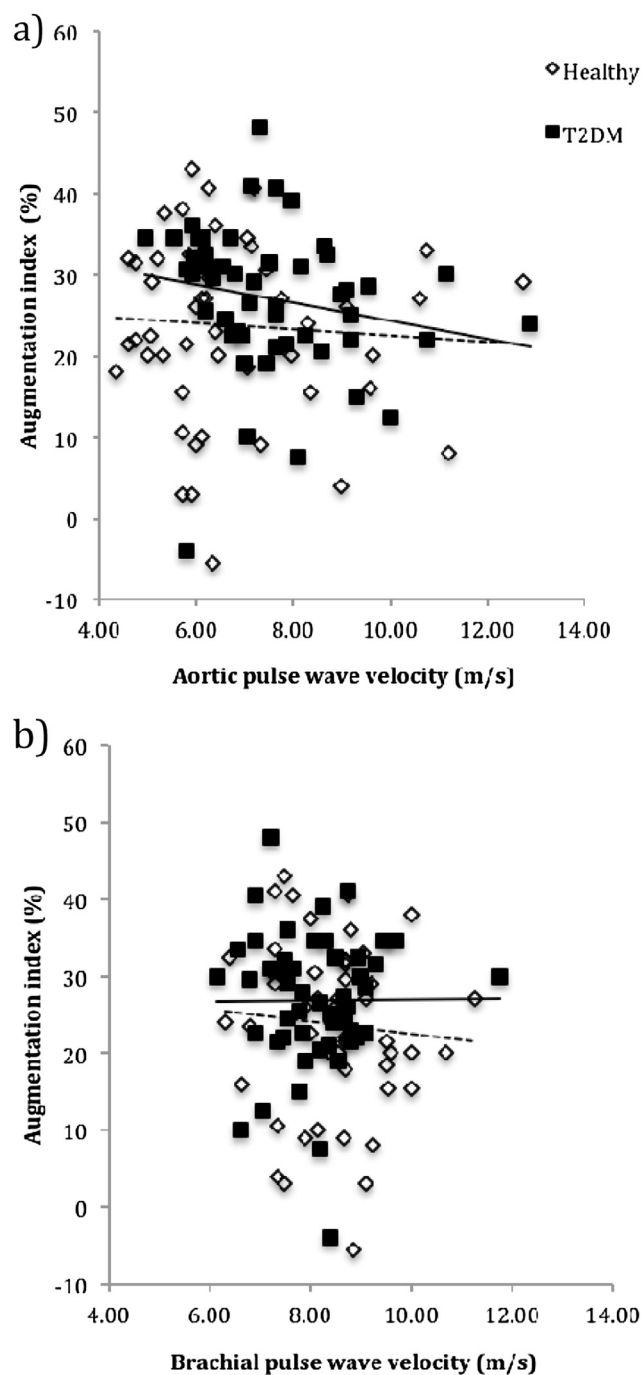 a)
60
50
40
30
20
10
0
-10
Augmentation index (%)
Healthy
T2DM
4.00 6.00 8.00 10.00 12.00 14.00
Aortic pulse wave velocity (m/s)
b)
60
50
40
30
20
10
0
-10
Augmentation index (%)
4.00 6.00 8.00 10.00 12.00 14.00
Brachial pulse wave velocity (m/s)